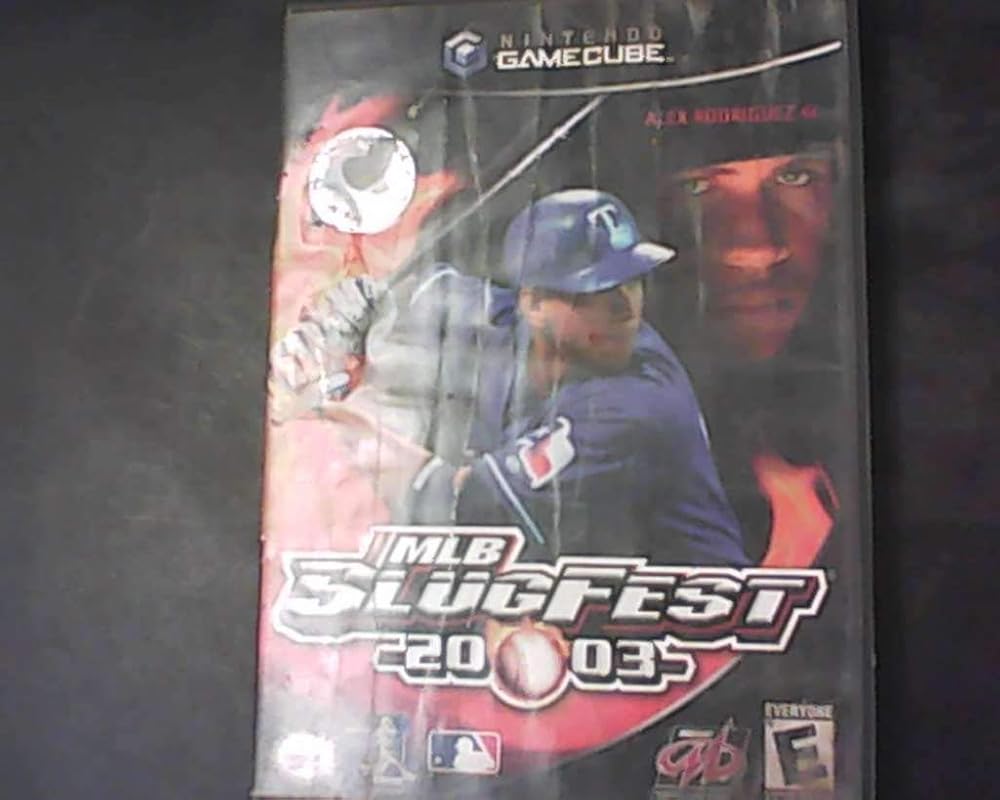 NINTENDO
GAMECUBE
ALEX RODRIGUEZ
T
MLB
SLUGFEST
20 03
EVERYONE
E